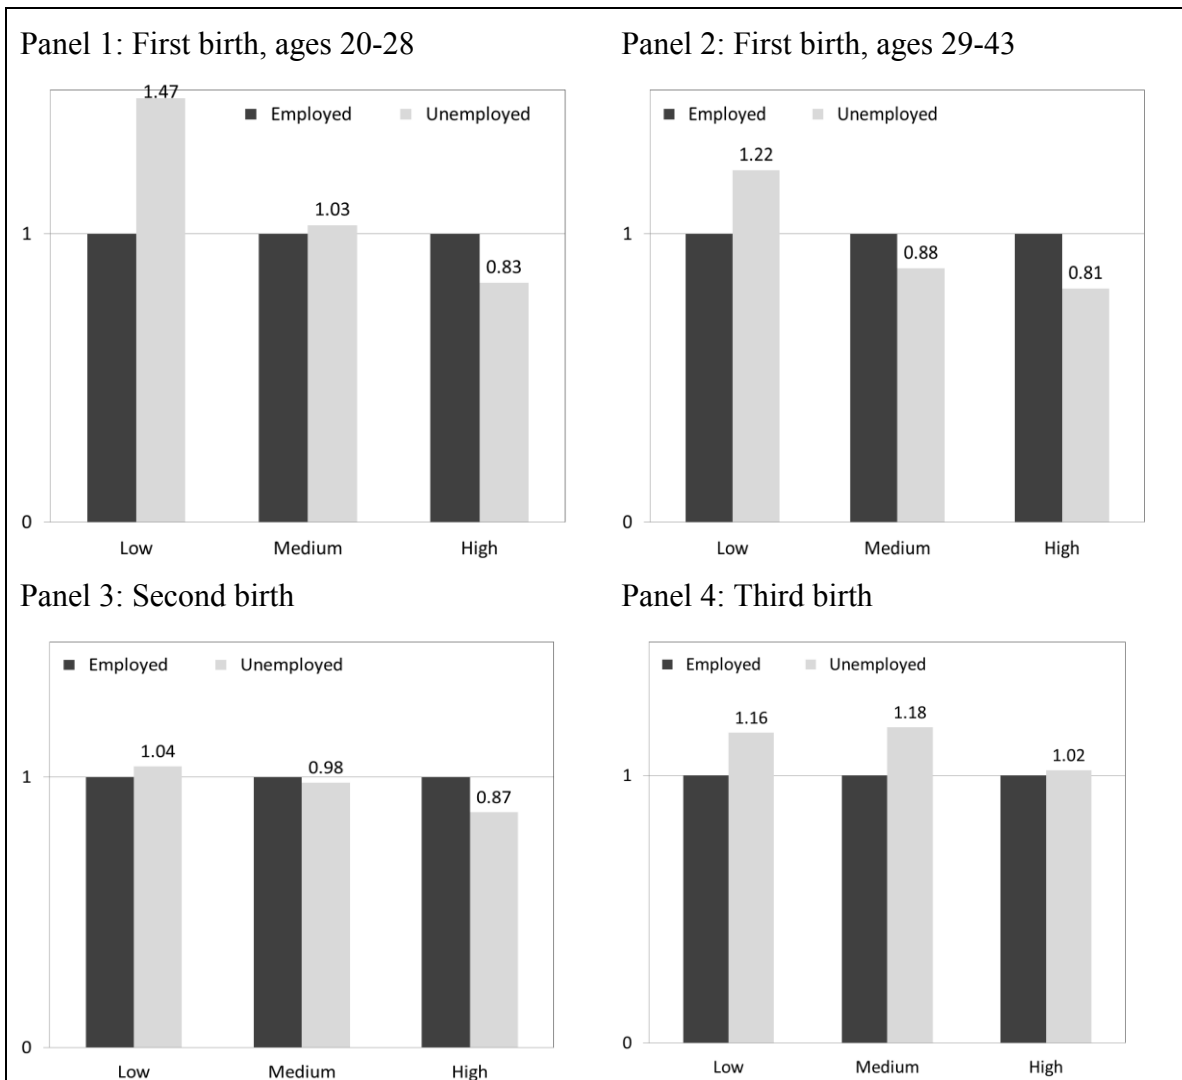 Panel 1: First birth, ages 20-28
1.47
Employed Unemployed
1.03
1
0.83
0
Low Medium High
Panel 2: First birth, ages 29-43
Employed Unemployed
1.22
1
0.88
0.81
0
Low Medium High
Panel 3: Second birth
Employed Unemployed
1.04
1
0.98
0.87
0
Low Medium High
Panel 4: Third birth
Employed Unemployed
1.16 1.18
1.02
1
0
Low Medium High